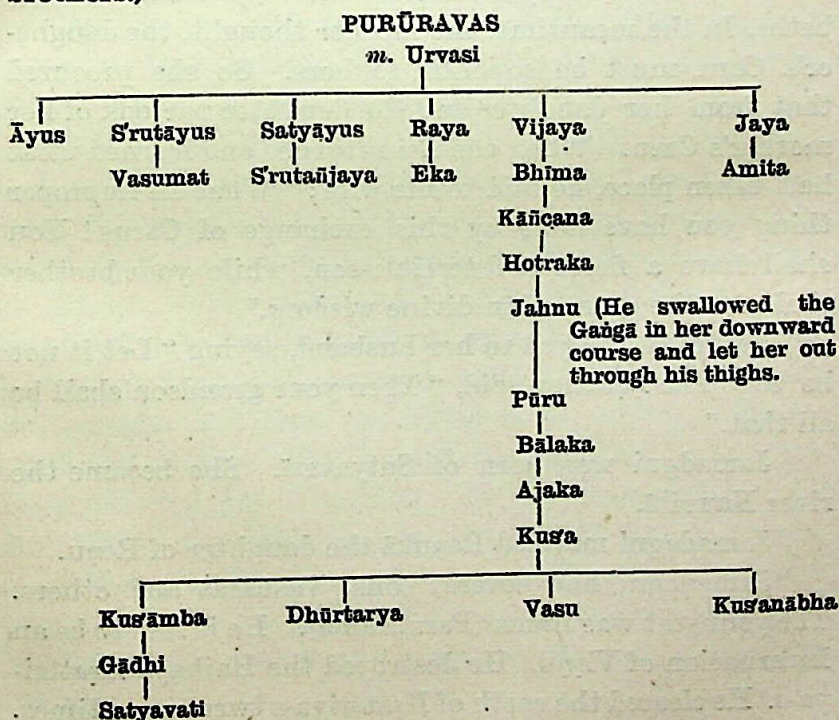 PURŪRAVAS
m. Urvasi
Āyus S'rutāyus Satyāyus Raya Vijaya Jaya
Vasumat S'rutañjaya Eka Bhīma Amita
Kāñçana
Hotraka
Jahnu (He swallowed the
Gaṅgā in her downward
course and let her out
through his thighs.
Pūru
Bālaka
Ajaka
Kus'a
Kus'āmba Dhūrtarya Vasu Kus'anābha
Gādhi
Satyavati